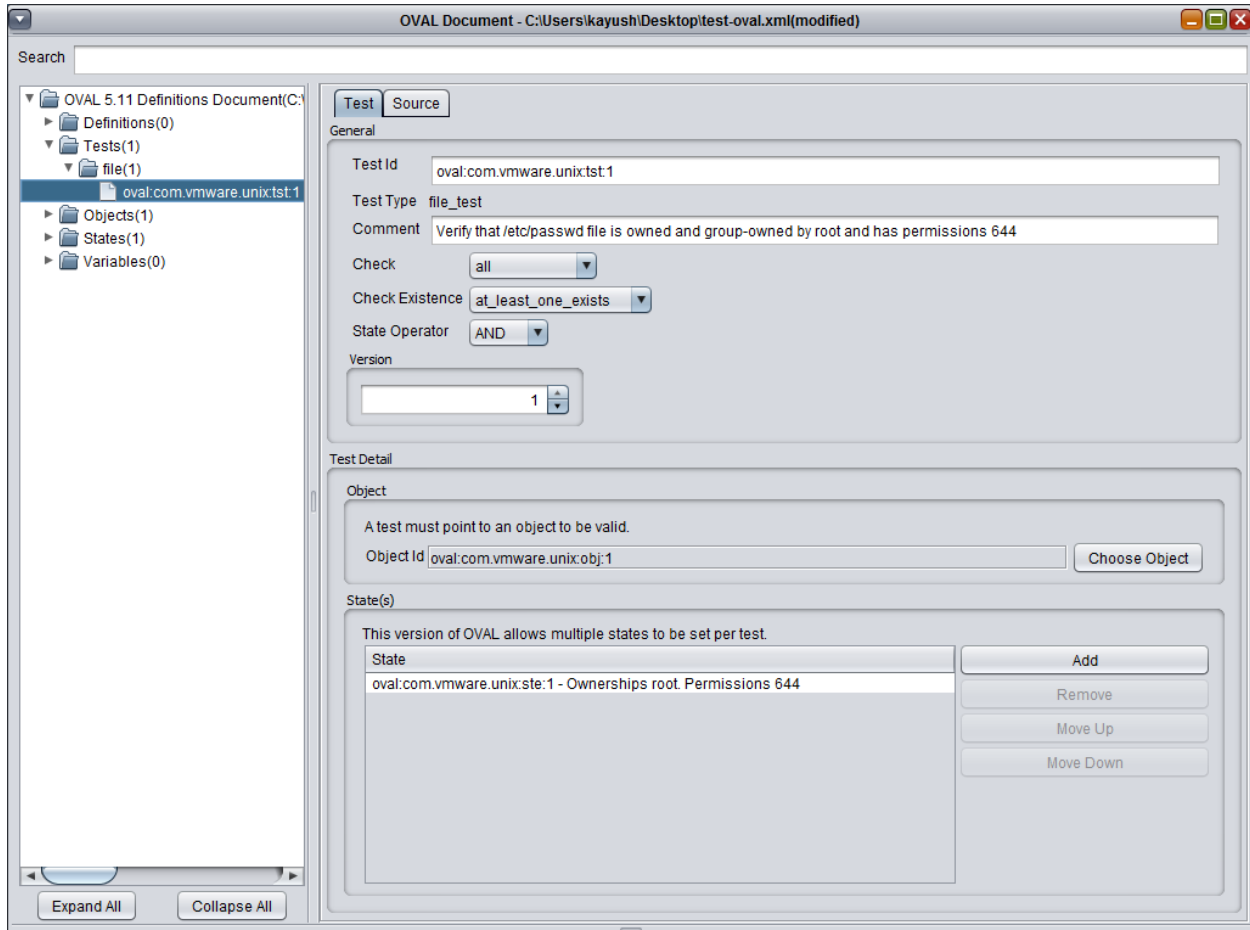 OVAL Document - C:\Users\kayush\Desktop\test-oval.xml(modified)
Search
OVAL 5.11 Definitions Document(C:\
Definitions(0)
Tests(1)
file(1)
oval:com.vmware.unix:tst:1
Objects(1)
States(1)
Variables(0)
Expand All
Collapse All
Test
Source
General
Test Id
oval:com.vmware.unix:tst:1
Test Type file_test
Comment
Verify that /etc/passwd file is owned and group-owned by root and has permissions 644
Check
all
Check Existence
at_least_one_exists
State Operator
AND
Version
1
Test Detail
Object
A test must point to an object to be valid.
Object Id oval:com.vmware.unix:obj:1
Choose Object
State(s)
This version of OVAL allows multiple states to be set per test.
State
oval:com.vmware.unix:ste:1 - Ownerships root. Permissions 644
Add
Remove
Move Up
Move Down